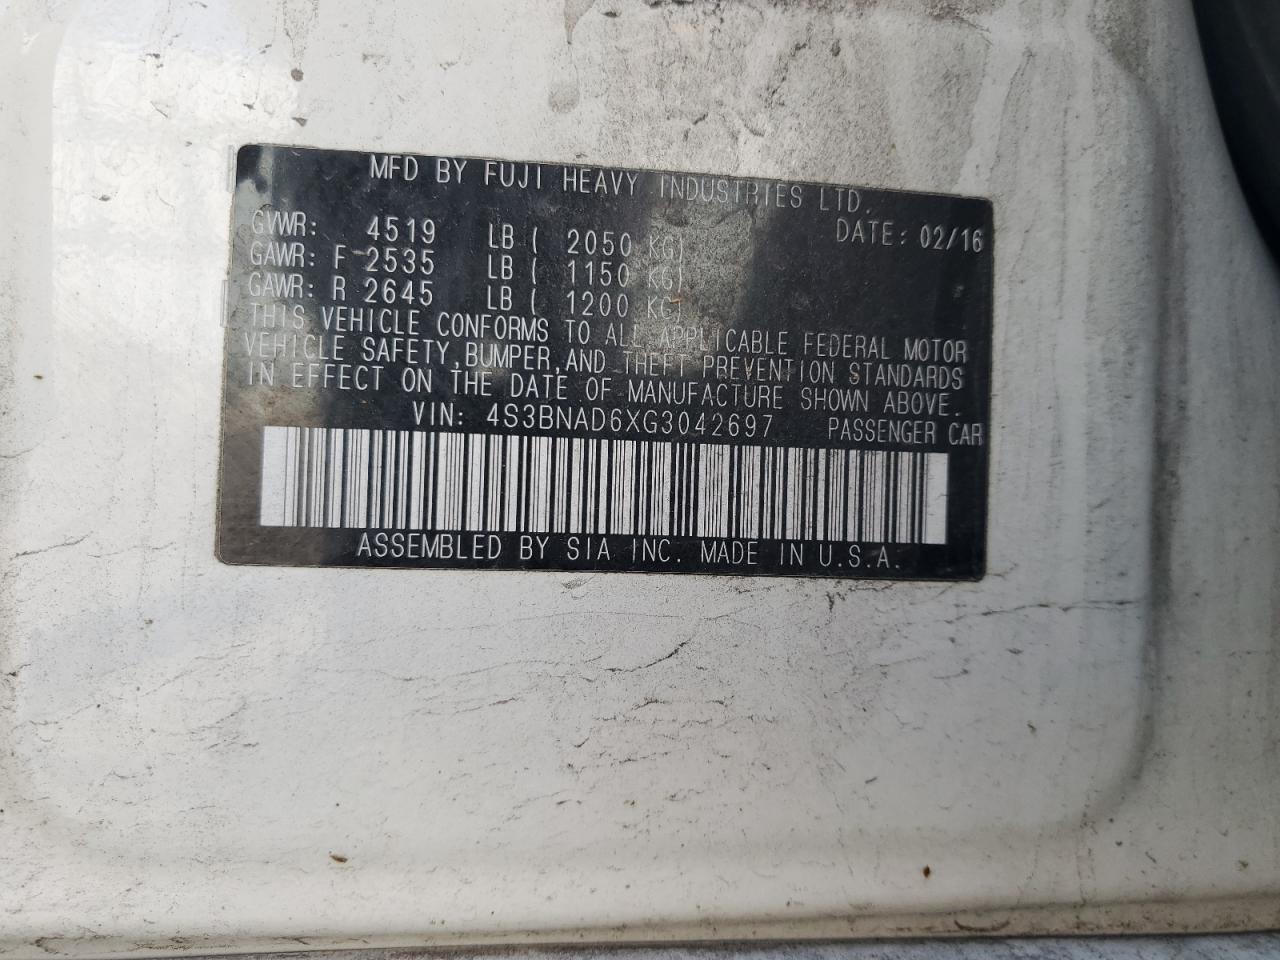 MFD BY FUJI HEAVY INDUSTRIES LTD.
GVWR: 4519 LB ( 2050 KG) DATE: 02/16
GAWR: F 2535 LB ( 1150 KG)
GAWR: R 2645 LB ( 1200 KG)
THIS VEHICLE CONFORMS TO ALL APPLICABLE FEDERAL MOTOR
VEHICLE SAFETY, BUMPER, AND THEFT PREVENTION STANDARDS
IN EFFECT ON THE DATE OF MANUFACTURE SHOWN ABOVE.
VIN: 4S3BNAD6XG3042697 PASSENGER CAR
ASSEMBLED BY SIA INC. MADE IN U.S.A.